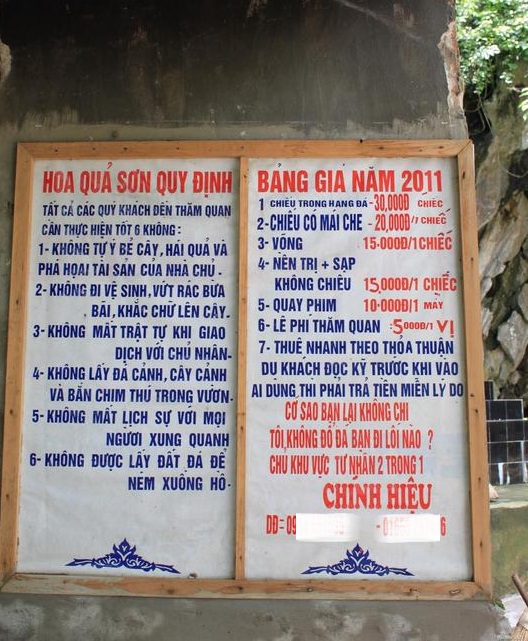 HOA QUẢ SƠN QUY ĐỊNH
TẤT CẢ CÁC QUÝ KHÁCH ĐẾN THĂM QUAN
CẦN THỰC HIỆN TỐT 6 KHÔNG:
1- KHÔNG TỰ Ý BẺ CÂY, HÁI QUẢ VÀ
PHÁ HOẠI TÀI SẢN CỦA NHÀ CHỦ.
2- KHÔNG ĐI VỆ SINH, VỨT RÁC BỪA
BÃI, KHẮC CHỮ LÊN CÂY.
3- KHÔNG MẤT TRẬT TỰ KHI GIAO
DỊCH VỚI CHỦ NHÂN-
4- KHÔNG LẤY ĐÁ CẢNH, CÂY CẢNH
VÀ BẮN CHIM THÚ TRONG VƯỜN-
5- KHÔNG MẤT LỊCH SỰ VỚI MỌI
NGƯỜI XUNG QUANH
6- KHÔNG ĐƯỢC LẤY ĐẤT ĐÁ ĐỂ
NÉM XUỐNG HỒ-
BẢNG GIÁ NĂM 2011
1 CHIẾU TRONG HANG ĐÁ-30,000Đ CHIẾC
2-CHIẾU CÓ MÁI CHE - 20,000Đ/1 CHIẾC
3- VÕNG 15.000Đ/1CHIẾC
4- NỀN TRỊ + SẠP
KHÔNG CHIẾU 15,000Đ/1 CHIẾC
5- QUAY PHIM 10.000Đ/1 MÁY
6- LỆ PHÍ THĂM QUAN :5000Đ/1 VỊ
7- THUÊ NHANH THEO THỎA THUẬN
DU KHÁCH ĐỌC KỸ TRƯỚC KHI VÀO
AI DÙNG THÌ PHẢI TRẢ TIỀN MIỄN LÝ DO
CỚ SAO BẠN LẠI KHÔNG CHI
TÔI,KHÔNG ĐỔ ĐÁ BẠN ĐI LỐI NÀO ?
CHỦ KHU VỰC TƯ NHÂN 2 TRONG 1
CHÍNH HIỆU
DĐ= 09 - 6